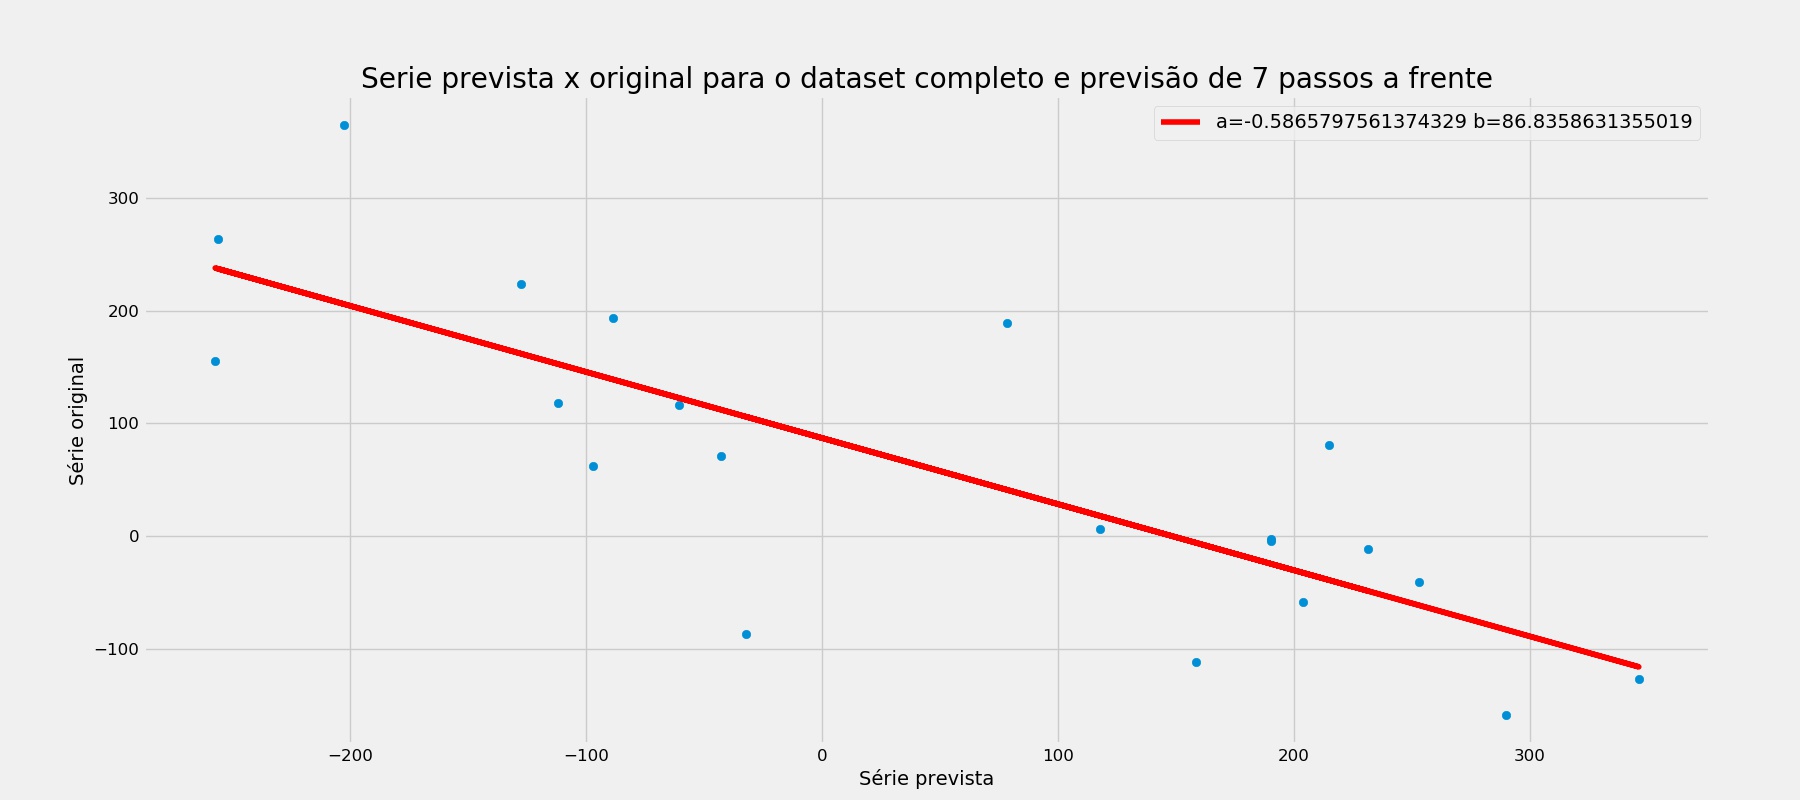 Serie prevista x original para o dataset completo e previsão de 7 passos a frente
a=-0.5865797561374329 b=86.8358631355019
300
200
100
0
−100
Série original
−200
−100
0
100
200
300
Série prevista